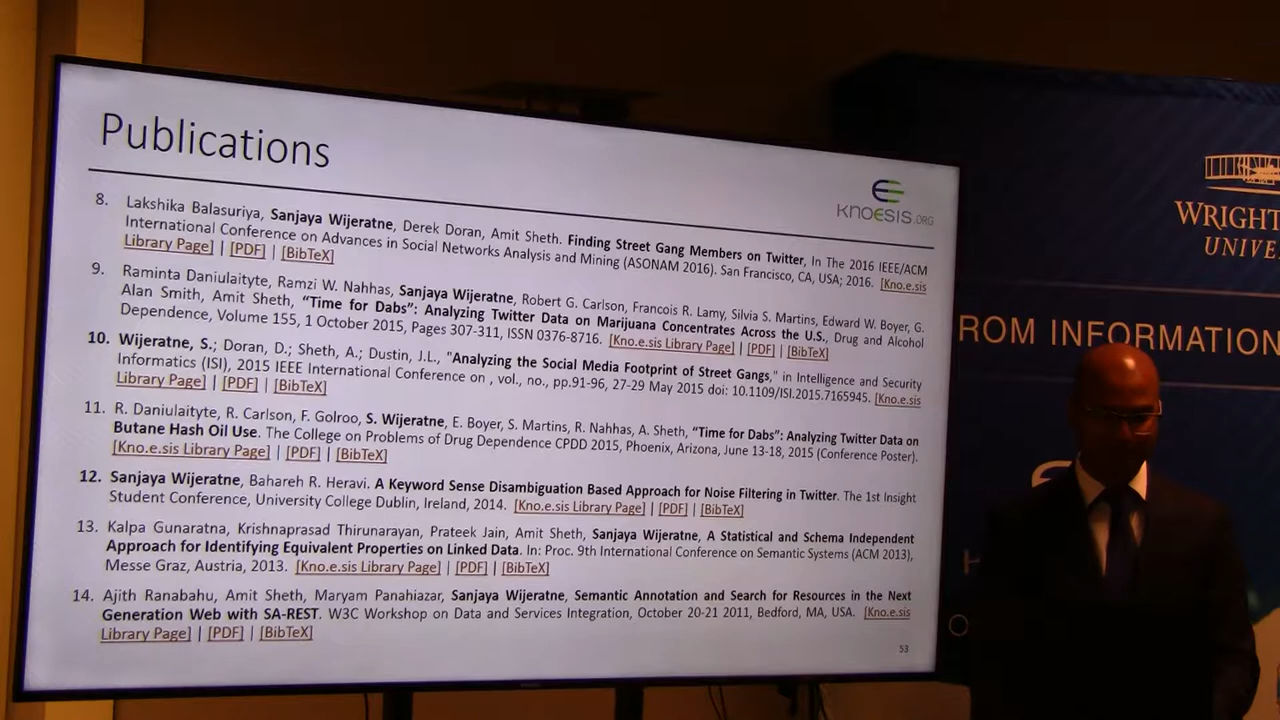 Publications
KNOESIS.ORG
8. Lakshika Balasuriya, Sanjaya Wijeratne, Derek Doran, Amit Sheth. Finding Street Gang Members on Twitter, In The 2016 IEEE/ACM
International Conference on Advances in Social Networks Analysis and Mining (ASONAM 2016). San Francisco, CA, USA; 2016. [Kno.e.sis
Library Page] | [PDF] | [BibTeX]
9. Raminta Daniulaityte, Ramzi W. Nahhas, Sanjaya Wijeratne, Robert G. Carlson, Francois R. Lamy, Silvia S. Martins, Edward W. Boyer, G.
Alan Smith, Amit Sheth, “Time for Dabs”: Analyzing Twitter Data on Marijuana Concentrates Across the U.S., Drug and Alcohol
Dependence, Volume 155, 1 October 2015, Pages 307-311, ISSN 0376-8716. [Kno.e.sis Library Page] | [PDF] | [BibTeX]
10. Wijeratne, S.; Doran, D.; Sheth, A.; Dustin, J.L., "Analyzing the Social Media Footprint of Street Gangs," in Intelligence and Security
Informatics (ISI), 2015 IEEE International Conference on , vol., no., pp.91-96, 27-29 May 2015 doi: 10.1109/ISI.2015.7165945. [Kno.e.sis
Library Page] | [PDF] | [BibTeX]
11. R. Daniulaityte, R. Carlson, F. Golroo, S. Wijeratne, E. Boyer, S. Martins, R. Nahhas, A. Sheth, “Time for Dabs”: Analyzing Twitter Data on
Butane Hash Oil Use. The College on Problems of Drug Dependence CPDD 2015, Phoenix, Arizona, June 13-18, 2015 (Conference Poster).
[Kno.e.sis Library Page] | [PDF] | [BibTeX]
12. Sanjaya Wijeratne, Bahareh R. Heravi. A Keyword Sense Disambiguation Based Approach for Noise Filtering in Twitter. The 1st Insight
Student Conference, University College Dublin, Ireland, 2014. [Kno.e.sis Library Page] | [PDF] | [BibTeX]
13. Kalpa Gunaratna, Krishnaprasad Thirunarayan, Prateek Jain, Amit Sheth, Sanjaya Wijeratne, A Statistical and Schema Independent
Approach for Identifying Equivalent Properties on Linked Data. In: Proc. 9th International Conference on Semantic Systems (ACM 2013),
Messe Graz, Austria, 2013. [Kno.e.sis Library Page] | [PDF] | [BibTeX]
14. Ajith Ranabahu, Amit Sheth, Maryam Panahiazar, Sanjaya Wijeratne, Semantic Annotation and Search for Resources in the Next
Generation Web with SA-REST. W3C Workshop on Data and Services Integration, October 20-21 2011, Bedford, MA, USA. [Kno.e.sis
Library Page] | [PDF] | [BibTeX]
53
WRIGHT
UNIVE
ROM INFORMATION